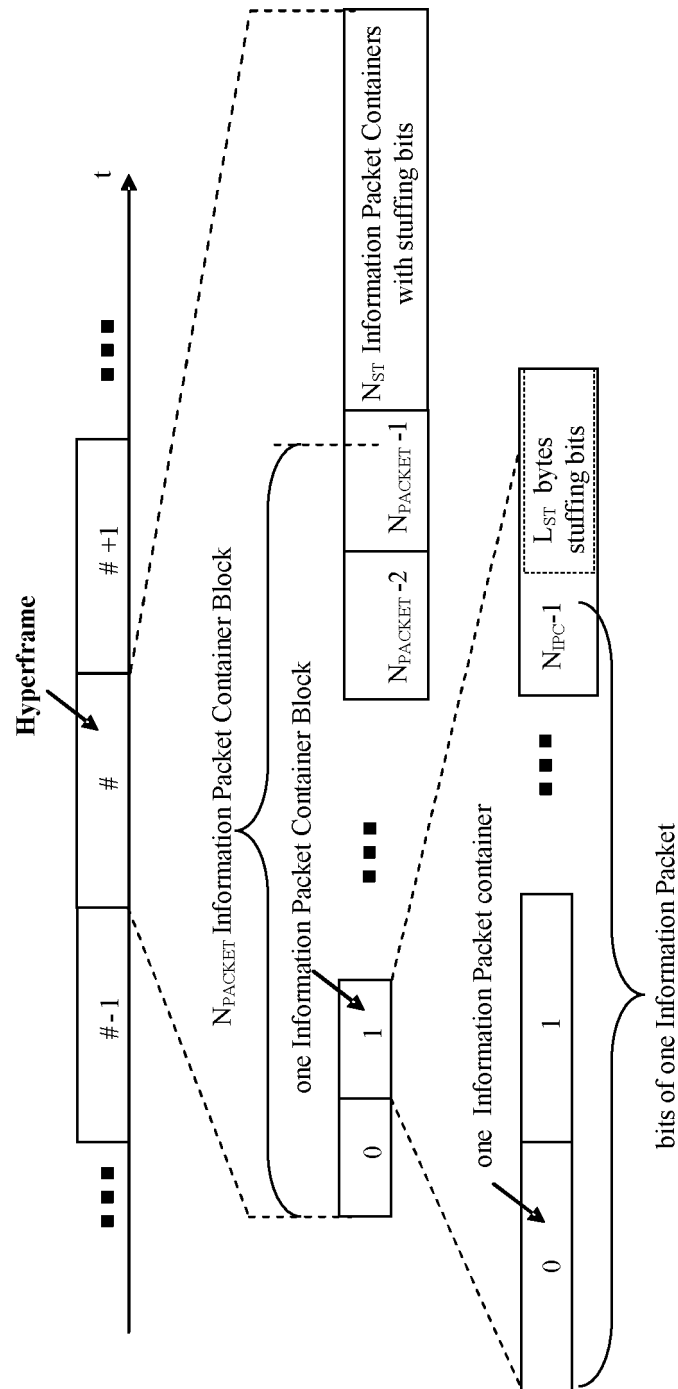 Hyperframe
#-1
#
# +1
t
N_PACKET Information Packet Container Block
one Information Packet Container Block
0
1
N_PACKET-2
N_PACKET-1
N_ST Information Packet Containers
with stuffing bits
one Information Packet container
0
1
N_IPC-1
L_ST bytes
stuffing bits
bits of one Information Packet